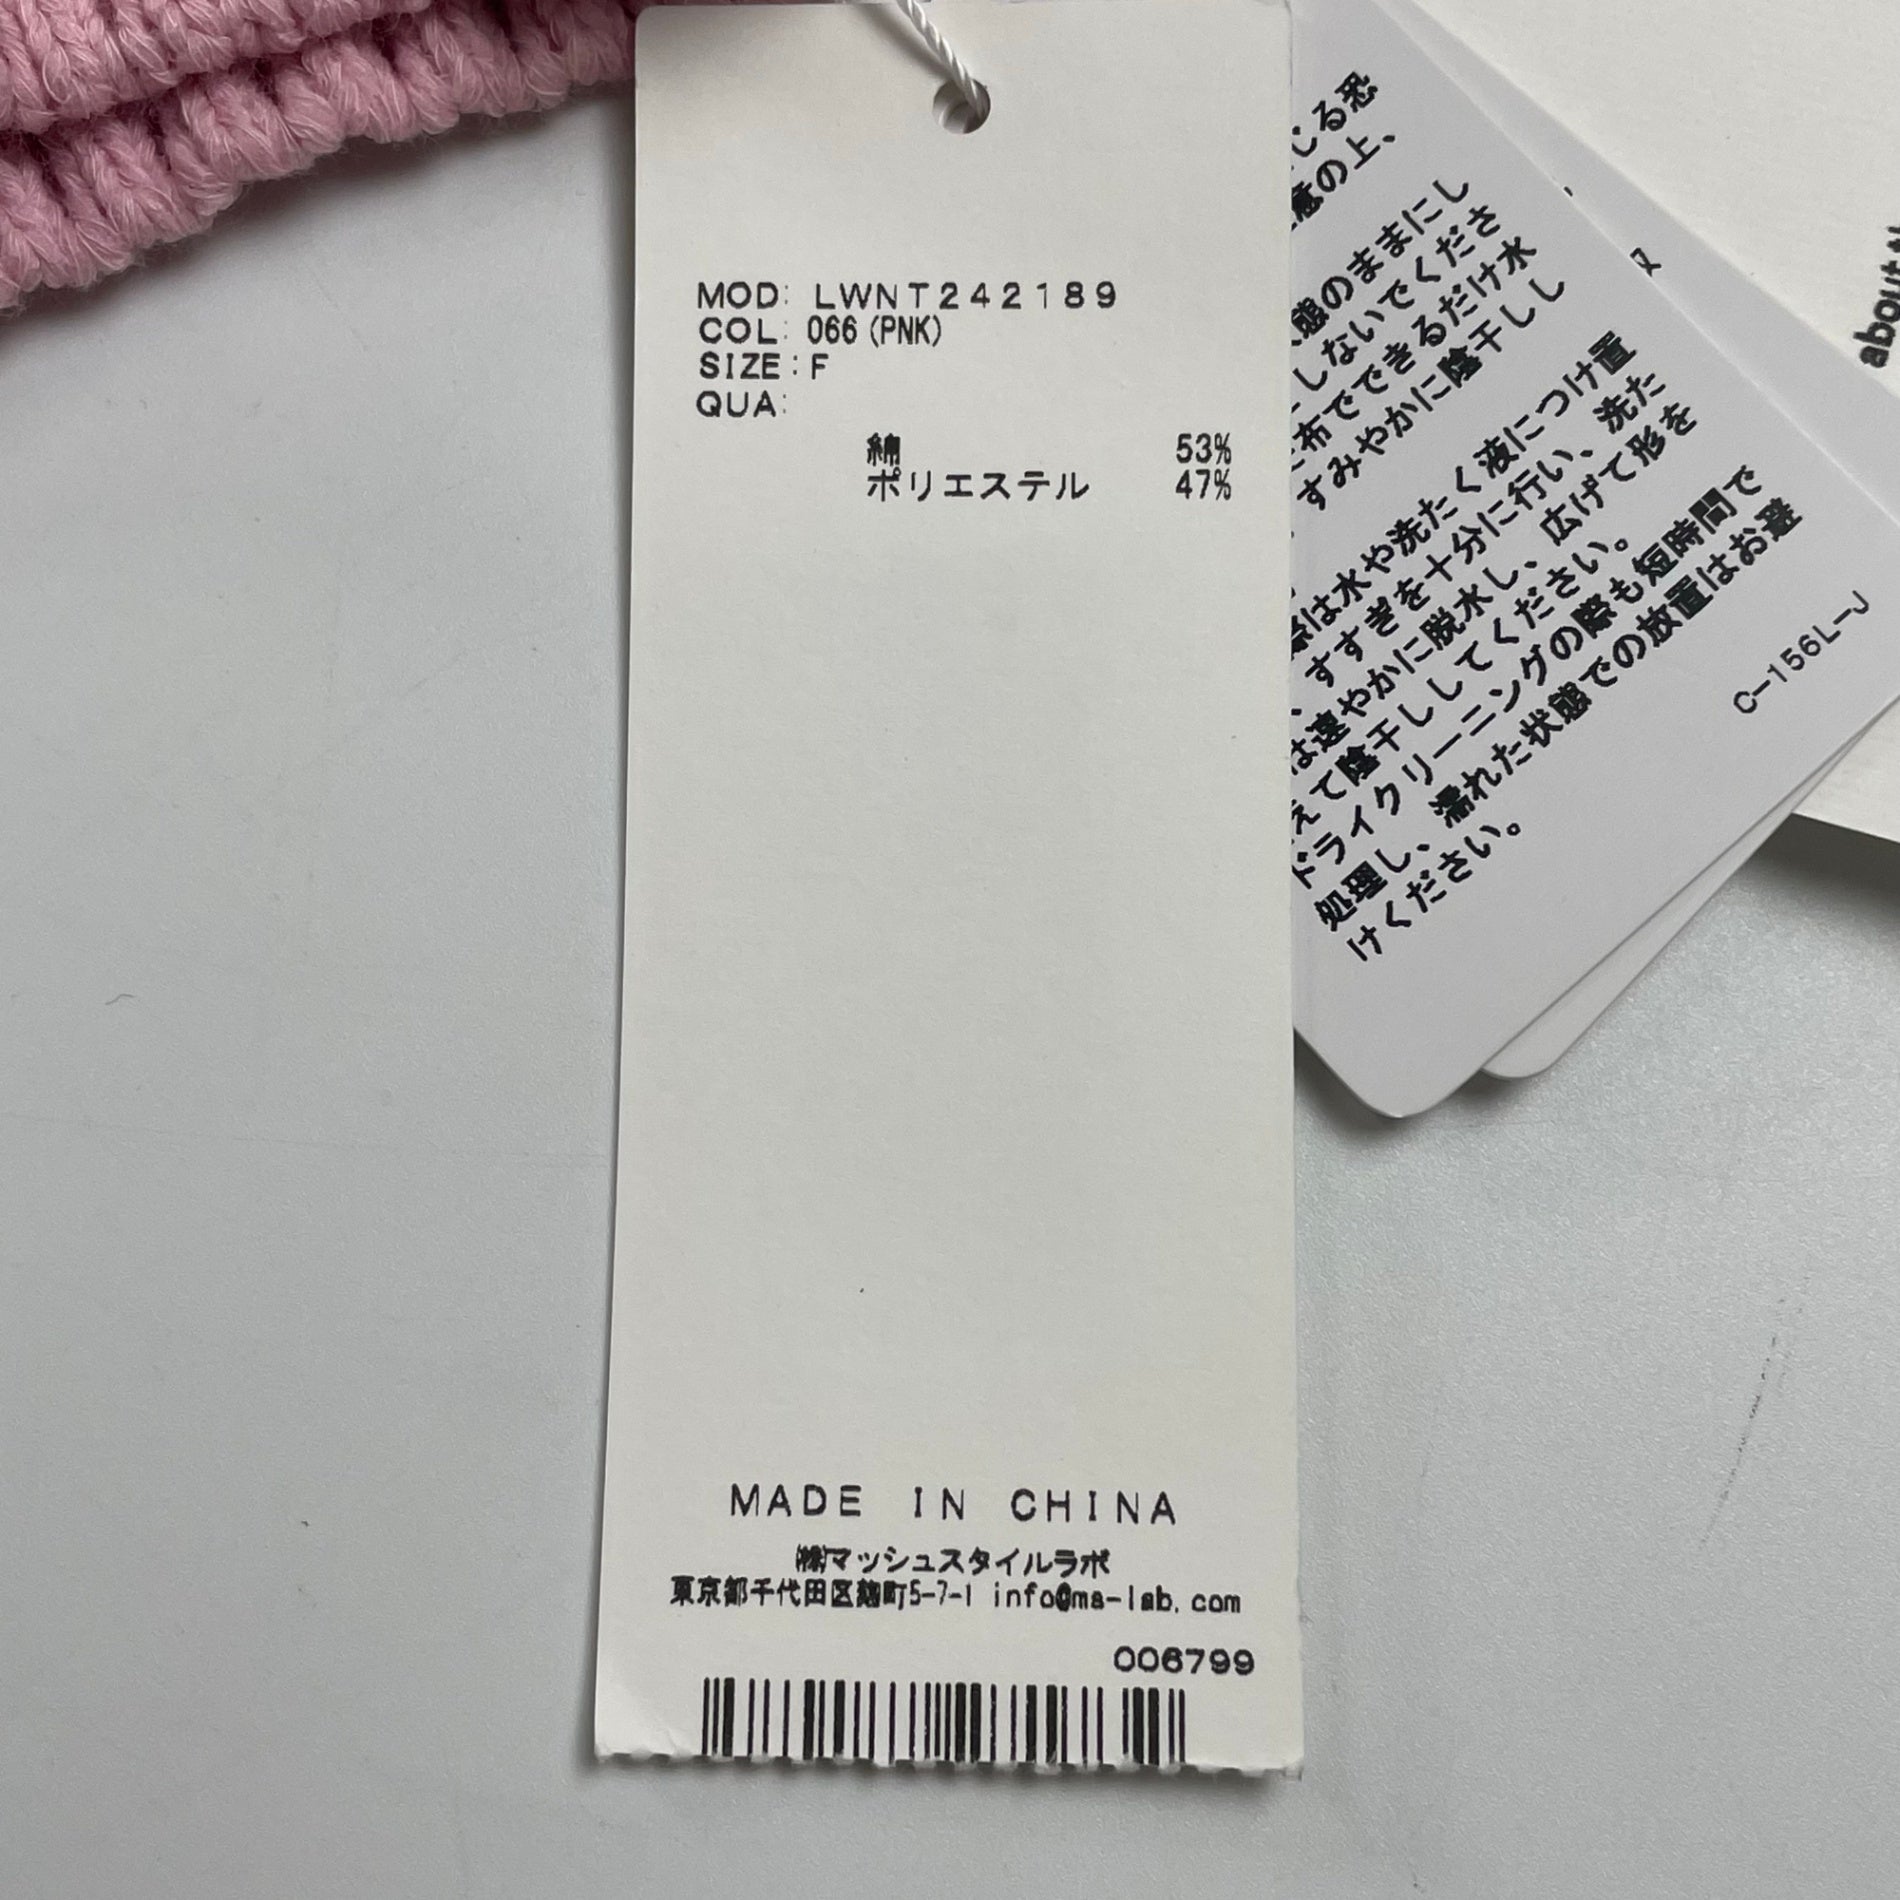 MOD: LWNT242189
COL: 066 (PNK)
SIZE: F
QUA:
綿 53%
ポリエステル 47%
MADE IN CHINA
㈱マッシュスタイルラボ
東京都千代田区麹町5-7-1 info@ms-lab.com
006799
じる恐
意の上、
態のままにし
しないでくださ
布でできるだけ水
すみやかに陰干しし
際は水や洗たく液につけ置
、すすぎを十分に行い、洗た
は速やかに脱水し、広げて形を
えて陰干ししてください。
ドライクリーニングの際も短時間で
処理し、濡れた状態での放置はお避
けください。
C-156L-J
ヌ
about